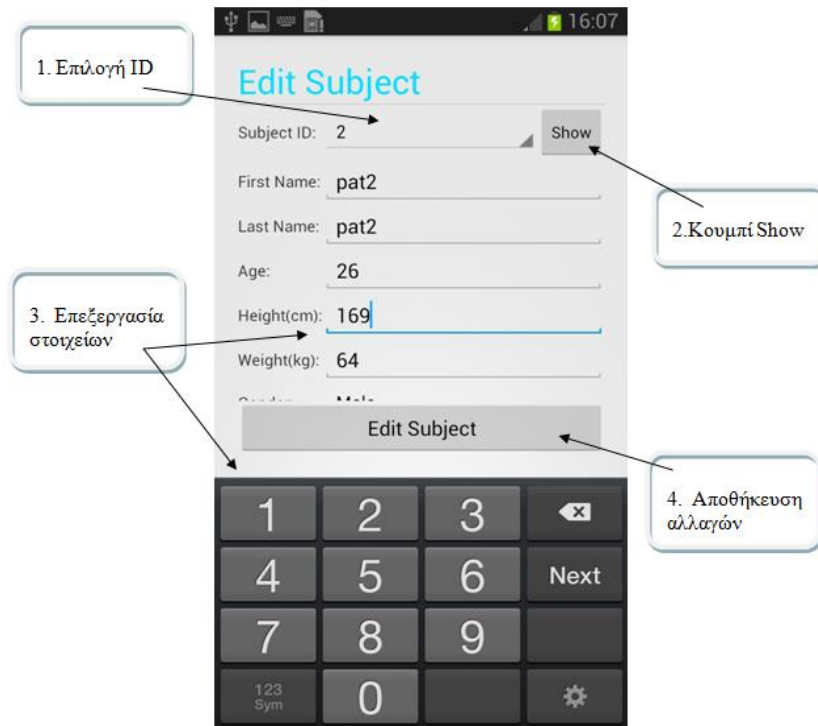 16:07
1. Επιλογή ID
Edit Subject
Subject ID: 2 Show
First Name: pat2
Last Name: pat2
2.Κουμπί Show
Age: 26
3. Επεξεργασία
στοιχείων
Height(cm): 169
Weight(kg): 64
Edit Subject
4. Αποθήκευση
αλλαγών
1 2 3
4 5 6 Next
7 8 9
123
Sym
0